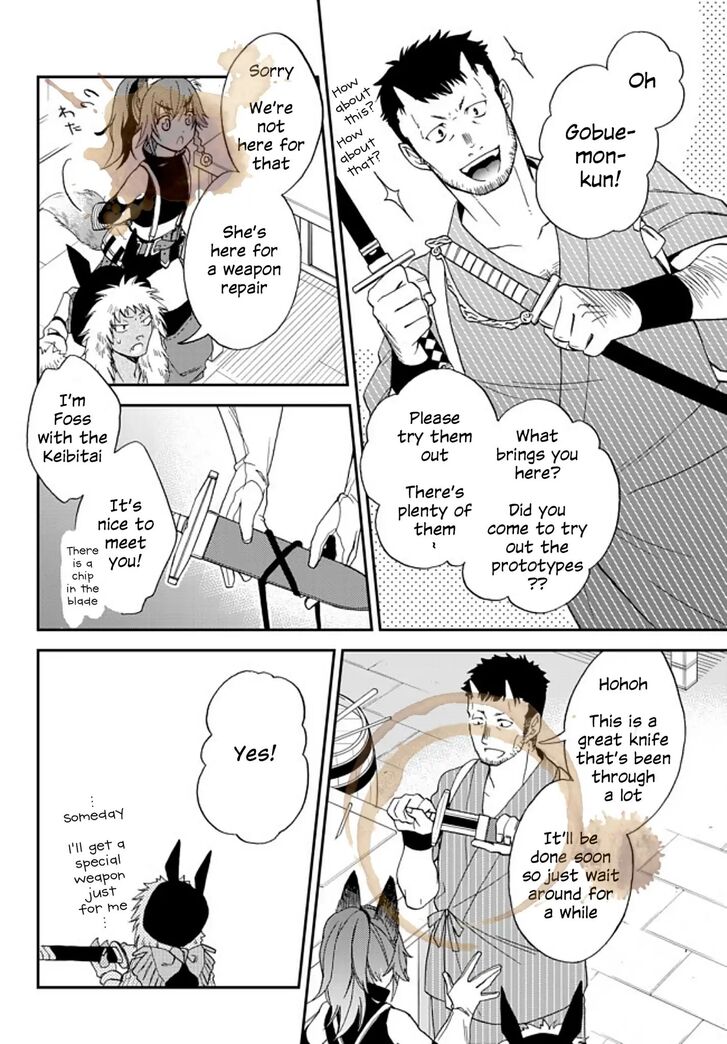 Oh
Gobue-
mon-
kun!
How
about
this?
How
about
that?
What
brings you
here?
Did you
come to try
out the
prototypes
??
Please
try them
out
There's
plenty of
them
~
Sorry
We're
not
here for
that
She's
here for
a weapon
repair
わた
I'm
Foss
with the
Keibitai
It's
nice to
meet
you!
There
is a
chip
in the
blade
Hohoh
This is a
great knife
that's been
through
a lot
It'll be
done soon
so just wait
around for
a while
Yes!
...
someday
I'll get a
special
weapon
just
for me
...